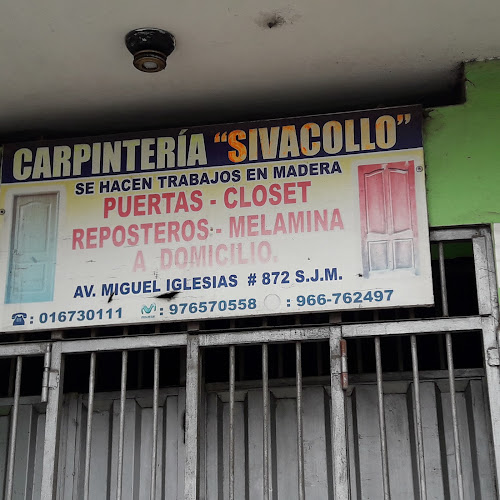 CARPINTERÍA "SIVACOLLO"
SE HACEN TRABAJOS EN MADERA
PUERTAS - CLOSET
REPOSTEROS - MELAMINA
A DOMICILIO.
AV. MIGUEL IGLESIAS # 872 S.J.M.
☎: 016730111 : 976570558 : 966-762497